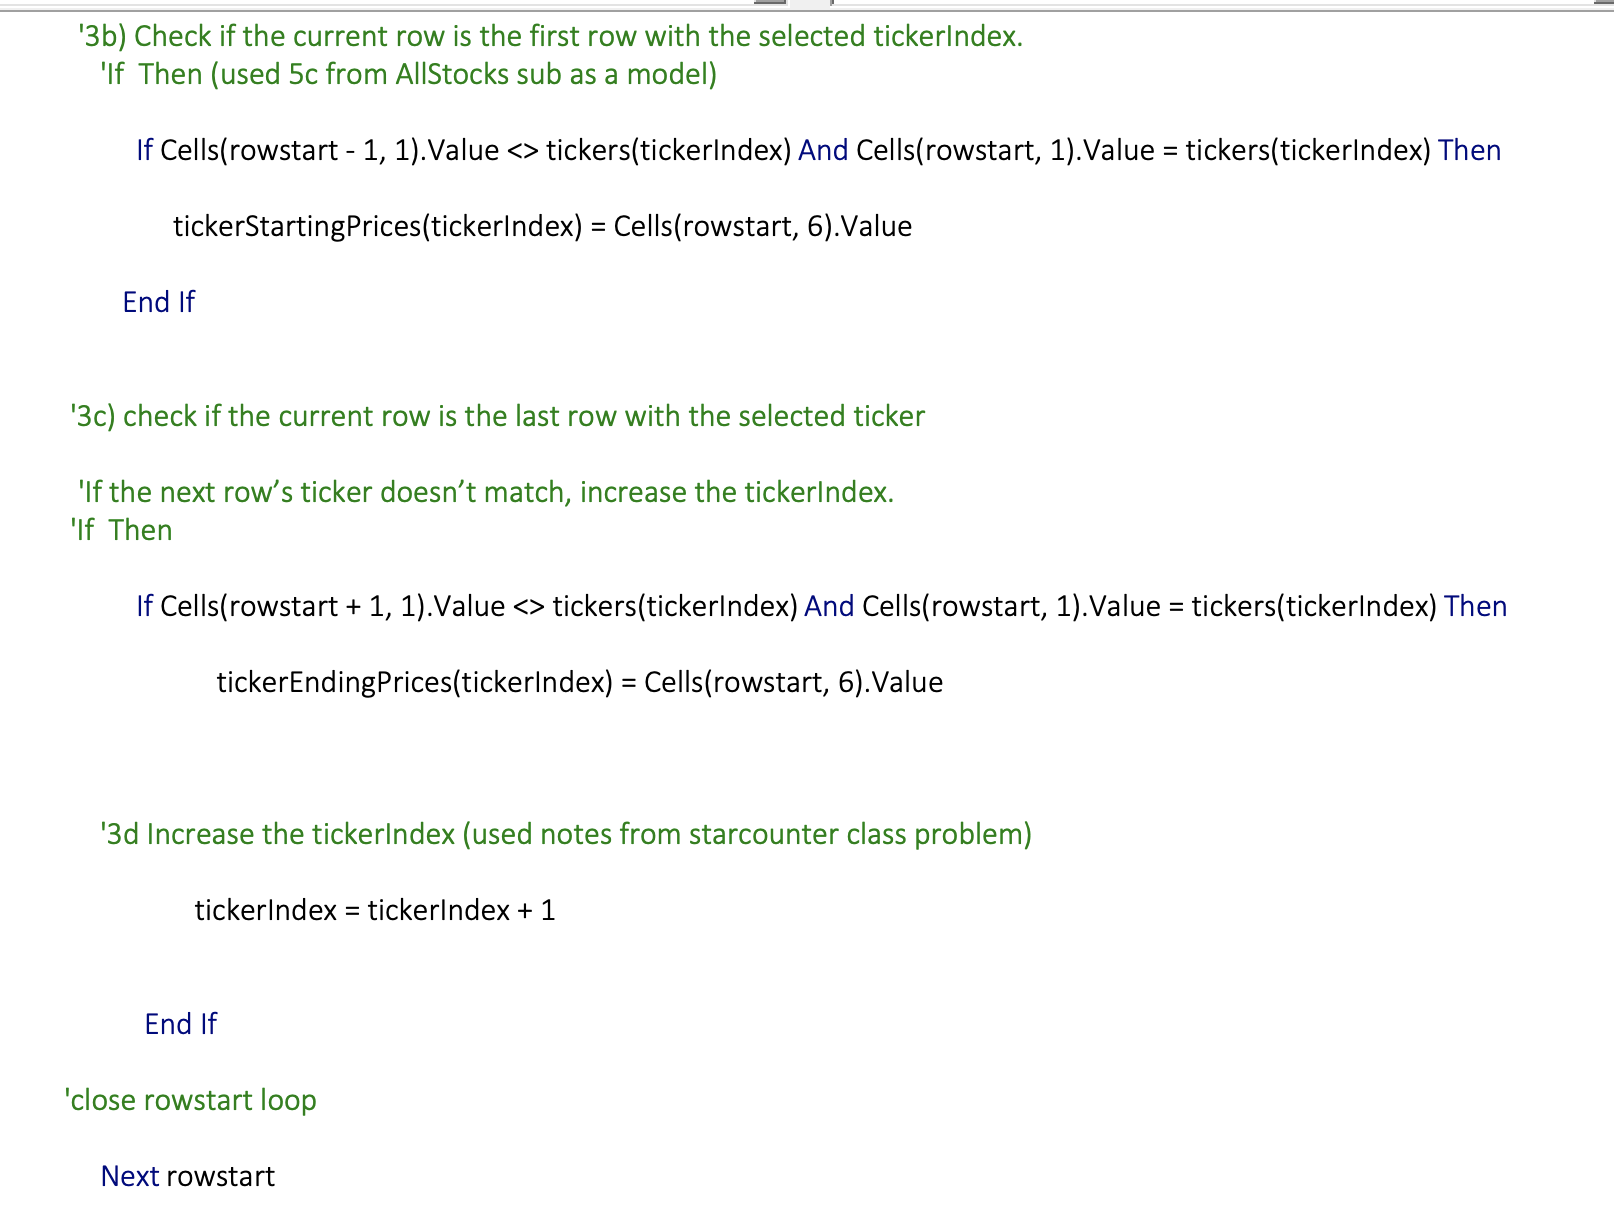 '3b) Check if the current row is the first row with the selected tickerIndex.
'If  Then (used 5c from AllStocks sub as a model)
If Cells(rowstart - 1, 1).Value <> tickers(tickerIndex) And Cells(rowstart, 1).Value = tickers(tickerIndex) Then
tickerStartingPrices(tickerIndex) = Cells(rowstart, 6).Value
End If
'3c) check if the current row is the last row with the selected ticker
'If the next row’s ticker doesn’t match, increase the tickerIndex.
'If  Then
If Cells(rowstart + 1, 1).Value <> tickers(tickerIndex) And Cells(rowstart, 1).Value = tickers(tickerIndex) Then
tickerEndingPrices(tickerIndex) = Cells(rowstart, 6).Value
'3d Increase the tickerIndex (used notes from starcounter class problem)
tickerIndex = tickerIndex + 1
End If
'close rowstart loop
Next rowstart